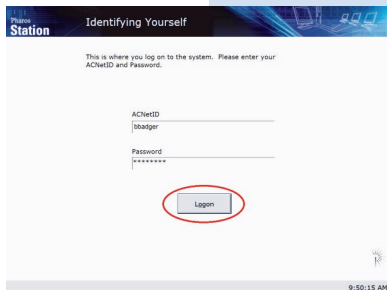 Pharos
Station
Identifying Yourself
This is where you log on to the system. Please enter your
ACNetID and Password.
ACNetID
bbadger
Password
********
Logon
9:50:15 AM